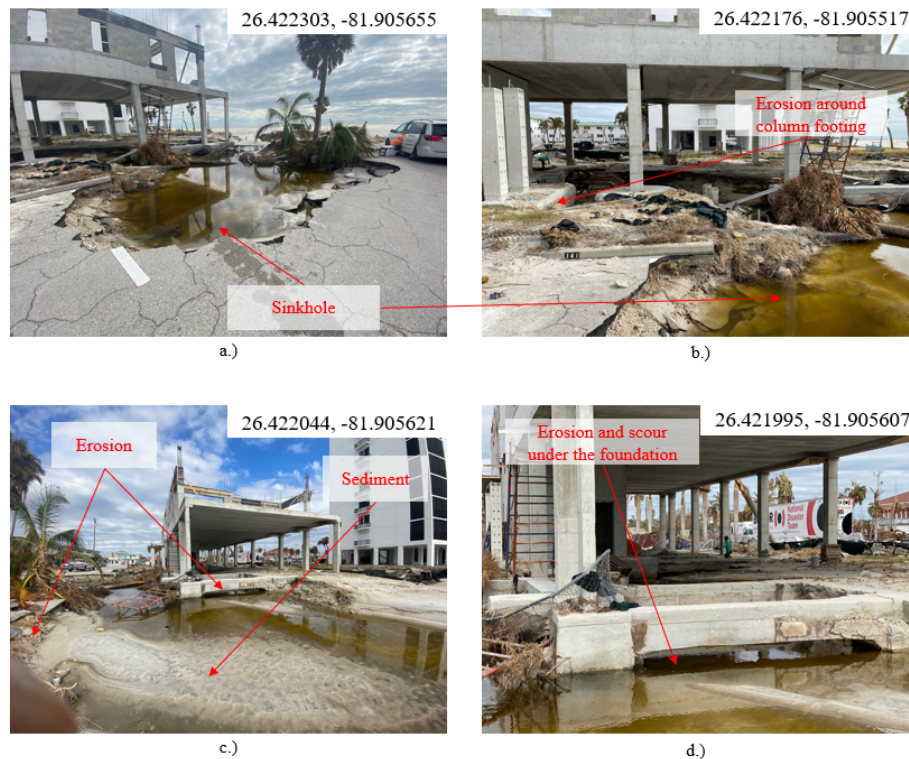 26.422303, -81.905655
26.422176, -81.905517
Erosion around
column footing
141
Sinkhole
a.)
b.)
26.422044, -81.905621
26.421995, -81.905607
Erosion
Sediment
Erosion and scour
under the foundation
National
Disaster
Team
c.)
d.)